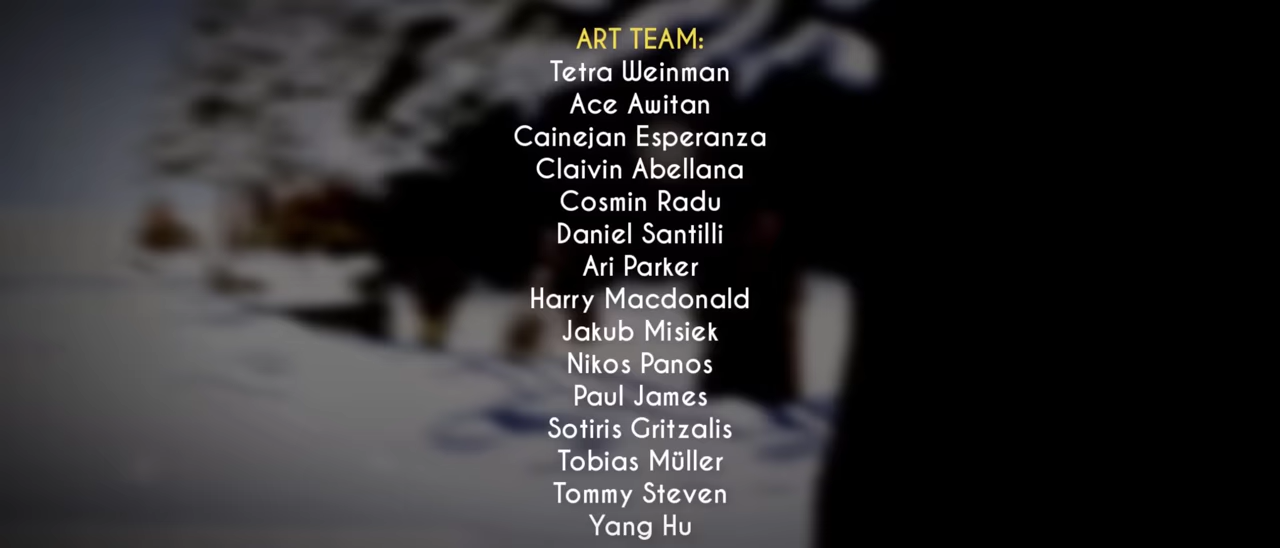 ART TEAM:
Tetra Weinman
Ace Awitan
Cainejan Esperanza
Claivin Abellana
Cosmin Radu
Daniel Santilli
Ari Parker
Harry Macdonald
Jakub Misiek
Nikos Panos
Paul James
Sotiris Gritzalis
Tobias Müller
Tommy Steven
Yang Hu